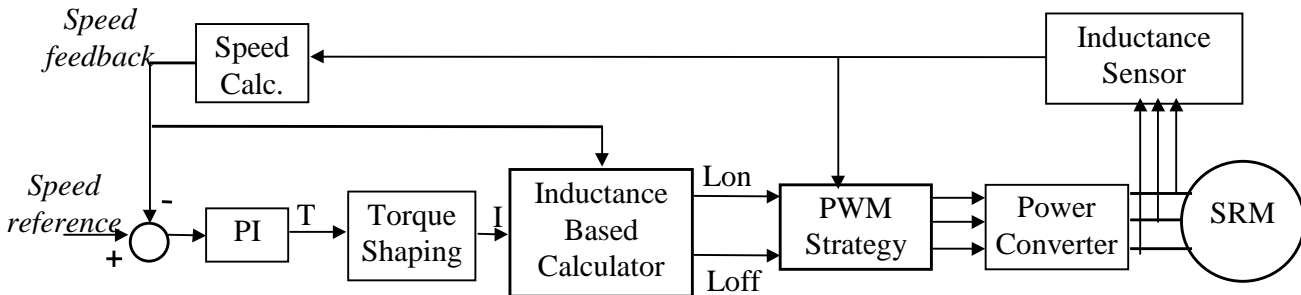 Speed
feedback
Speed
Calc.
Inductance
Sensor
Speed
reference
-
+
PI
T
Torque
Shaping
I
Inductance
Based
Calculator
Lon
Loff
PWM
Strategy
Power
Converter
SRM